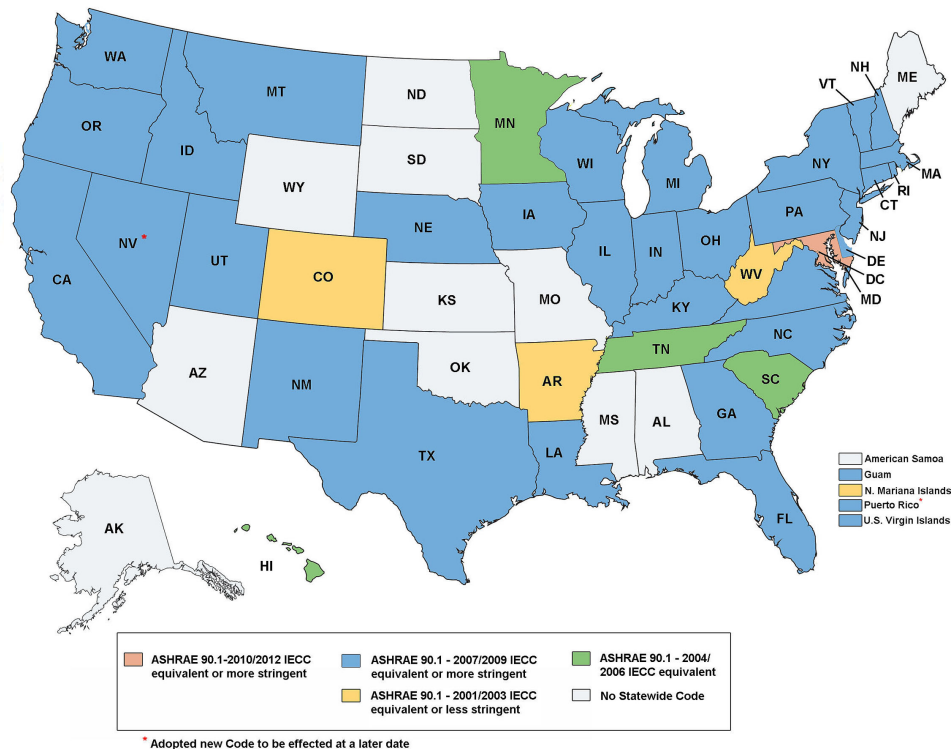 WA
MT
ND
MN
OR
ID
SD
WY
WI
MI
NH
VT
ME
NY
MA
RI
CT
NV *
NE
IA
PA
NJ
CA
UT
CO
IL
IN
OH
WV
DE
DC
MD
KS
MO
KY
AZ
NM
OK
AR
TN
NC
SC
TX
LA
MS
AL
GA
FL
AK
HI
American Samoa
Guam
N. Mariana Islands
Puerto Rico*
U.S. Virgin Islands
ASHRAE 90.1-2010/2012 IECC
equivalent or more stringent
ASHRAE 90.1 - 2007/2009 IECC
equivalent or more stringent
ASHRAE 90.1 - 2001/2003 IECC
equivalent or less stringent
ASHRAE 90.1 - 2004/
2006 IECC equivalent
No Statewide Code
* Adopted new Code to be effected at a later date